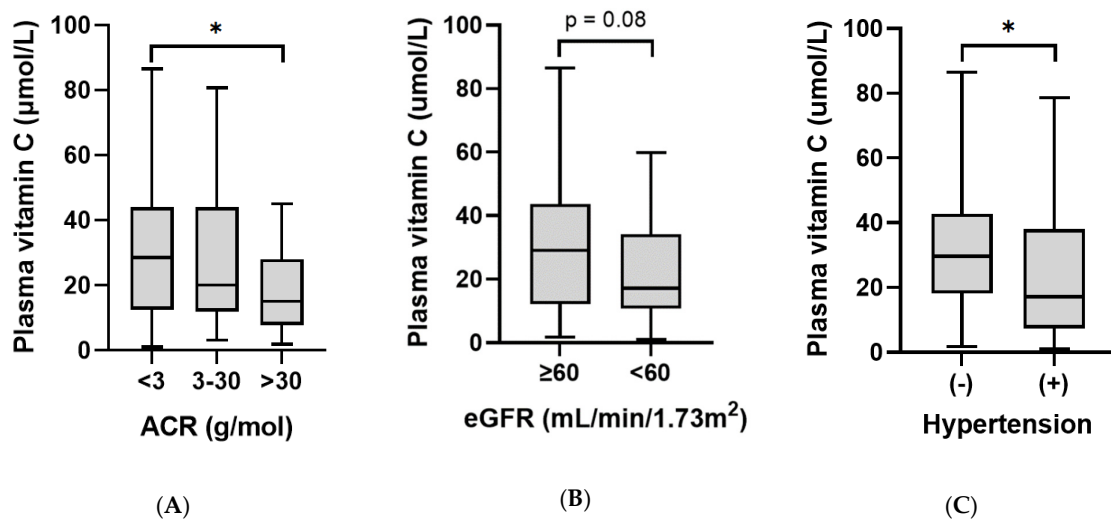 100
80
60
40
20
0
Plasma vitamin C (µmol/L)
*
<3 3-30 >30
ACR (g/mol)
(A)
100
80
60
40
20
0
Plasma vitamin C (umol/L)
p = 0.08
≥60 <60
eGFR (mL/min/1.73m²)
(B)
100
80
60
40
20
0
Plasma vitamin C (umol/L)
*
(-) (+)
Hypertension
(C)